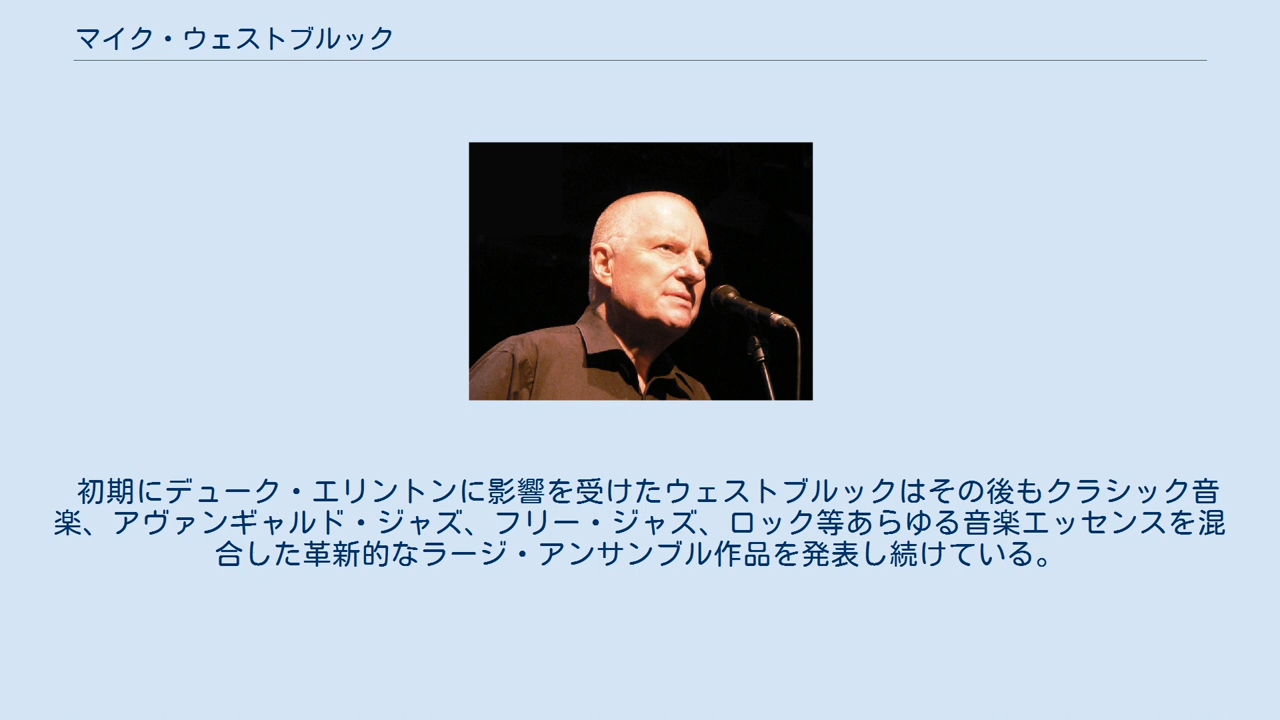 マイク・ウェストブルック
初期にデューク・エリントンに影響を受けたウェストブルックはその後もクラシック音
楽、アヴァンギャルド・ジャズ、フリー・ジャズ、ロック等あらゆる音楽エッセンスを混
合した革新的なラージ・アンサンブル作品を発表し続けている。